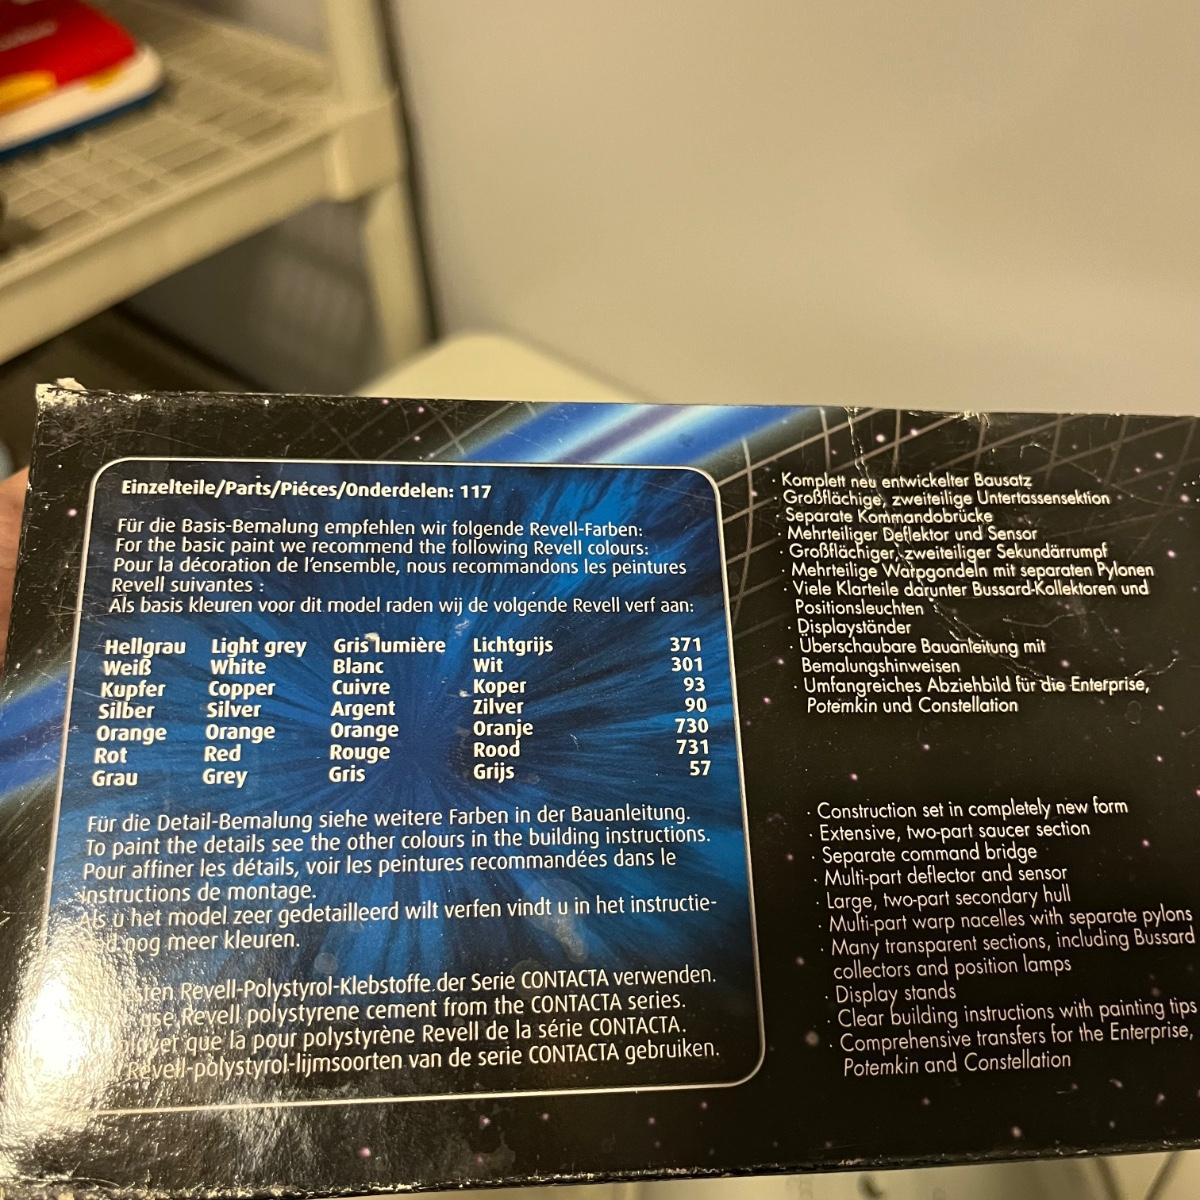 Einzelteile/Parts/Piéces/Onderdelen: 117
Für die Basis-Bemalung empfehlen wir folgende Revell-Farben:
For the basic paint we recommend the following Revell colours:
Pour la décoration de l'ensemble, nous recommandons les peintures
Revell suivantes :
Als basis kleuren voor dit model raden wij de volgende Revell verf aan:
Hellgrau Light grey Gris lumière Lichtgrijs 371
Weiß White Blanc Wit 301
Kupfer Copper Cuivre Koper 93
Silber Silver Argent Zilver 90
Orange Orange Orange Oranje 730
Rot Red Rouge Rood 731
Grau Grey Gris Grijs 57
Für die Detail-Bemalung siehe weitere Farben in der Bauanleitung.
To paint the details see the other colours in the building instructions.
Pour affiner les détails, voir les peintures recommandées dans le
instructions de montage.
Als u het model zeer gedetailleerd wilt verfen vindt u in het instructie-
nog meer kleuren.
Revell-Polystyrol-Klebstoffe der Serie CONTACTA verwenden.
Revell polystyrene cement from the CONTACTA series.
que la pour polystyrène Revell de la série CONTACTA.
Revell-polystyrol-lijmsoorten van de serie CONTACTA gebruiken.
· Komplett neu entwickelter Bausatz
· Großflächige, zweiteilige Untertassensektion
· Separate Kommandobrücke
· Mehrteiliger Deflektor und Sensor
· Großflächiger, zweiteiliger Sekundärrumpf
· Mehrteilige Warpgondeln mit separaten Pylonen
· Viele Klarteile darunter Bussard-Kollektoren und
Positionsleuchten
· Displayständer
· Überschaubare Bauanleitung mit
Bemalungshinweisen
· Umfangreiches Abziehbild für die Enterprise,
Potemkin und Constellation
· Construction set in completely new form
· Extensive, two-part saucer section
· Separate command bridge
· Multi-part deflector and sensor
· Large, two-part secondary hull
· Multi-part warp nacelles with separate pylons
· Many transparent sections, including Bussard
collectors and position lamps
· Display stands
· Clear building instructions with painting tips
· Comprehensive transfers for the Enterprise,
Potemkin and Constellation